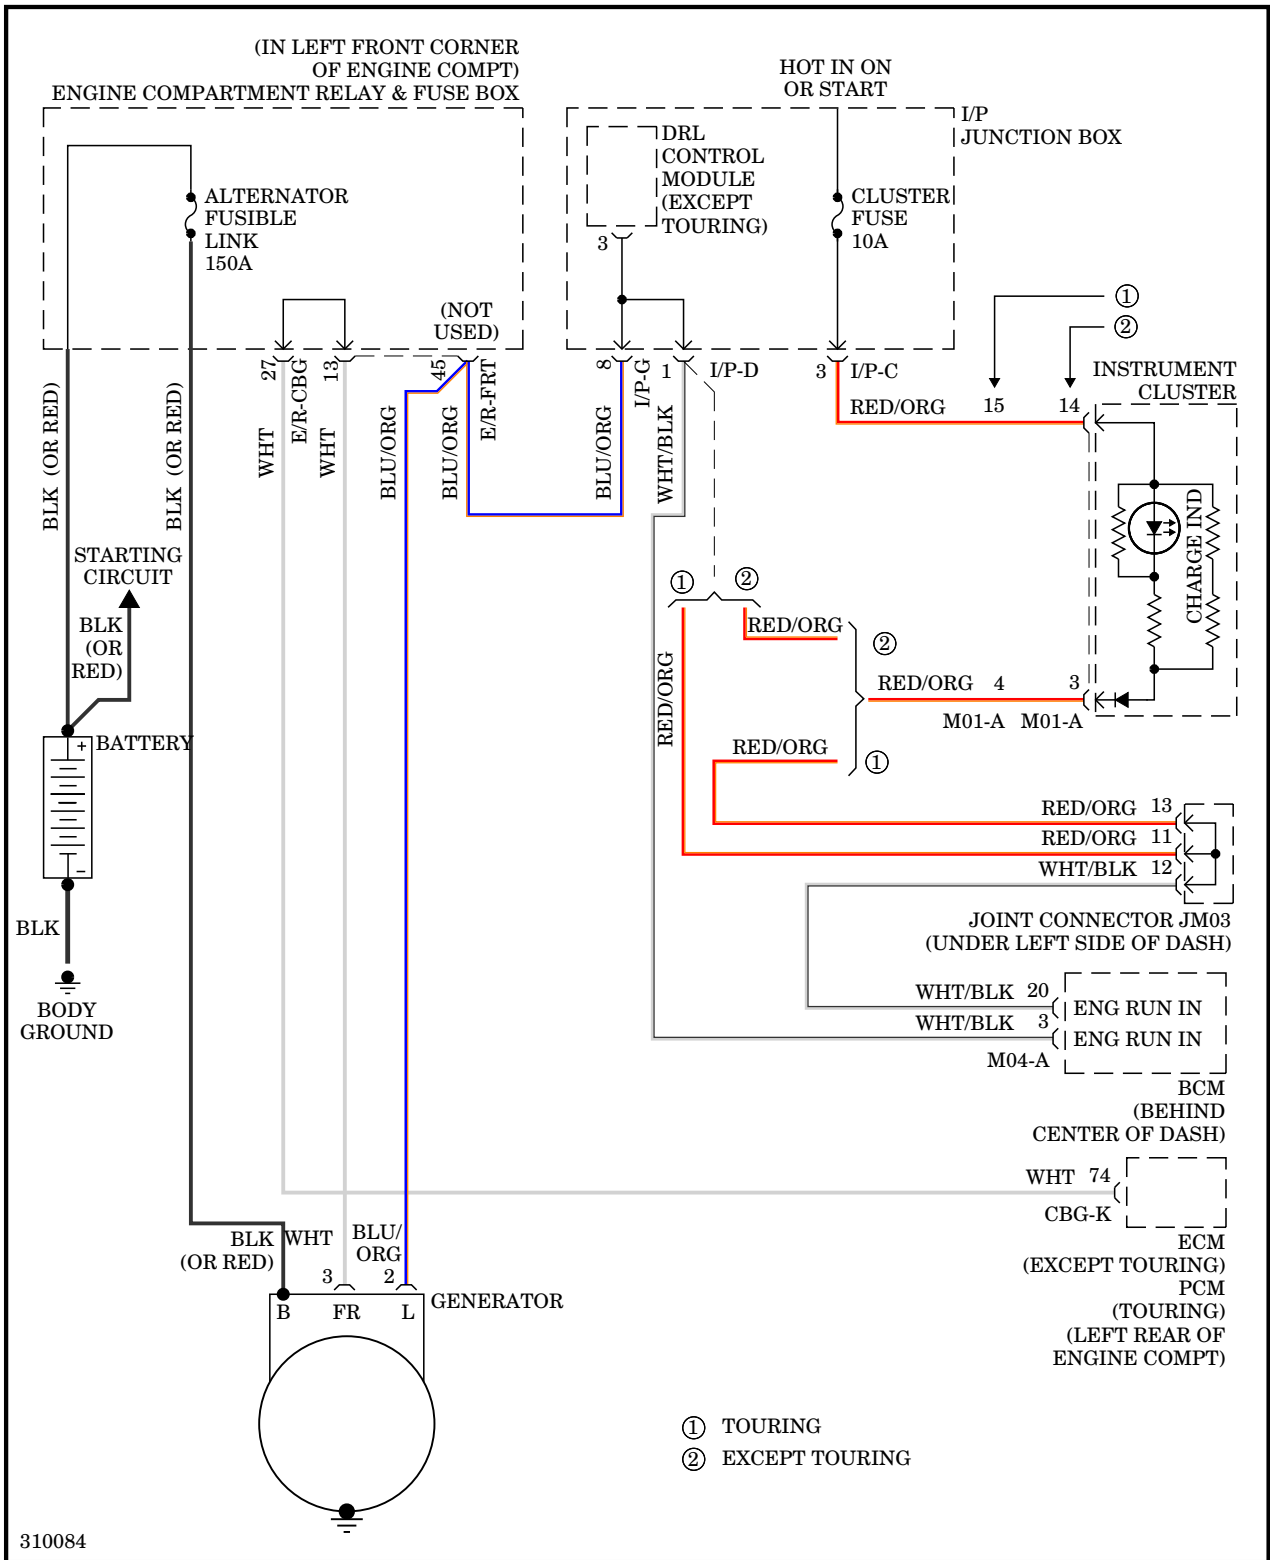 (IN LEFT FRONT CORNER
OF ENGINE COMPT)
ENGINE COMPARTMENT RELAY & FUSE BOX
HOT IN ON
OR START
I/P
JUNCTION BOX
DRL
CONTROL
MODULE
(EXCEPT
TOURING)
3
CLUSTER
FUSE
10A
ALTERNATOR
FUSIBLE
LINK
150A
(NOT
USED)
1
2
27
E/R-CBG
13
45
E/R-FRT
8
I/P-G
1
I/P-D
3
I/P-C
INSTRUMENT
CLUSTER
15
14
RED/ORG
BLK (OR RED)
BLK (OR RED)
WHT
WHT
BLU/ORG
BLU/ORG
BLU/ORG
WHT/BLK
CHARGE IND
STARTING
CIRCUIT
BLK
(OR
RED)
1
2
RED/ORG
2
RED/ORG
RED/ORG
4
3
M01-A
M01-A
RED/ORG
1
BATTERY
+
–
RED/ORG
13
RED/ORG
11
WHT/BLK
12
JOINT CONNECTOR JM03
(UNDER LEFT SIDE OF DASH)
BLK
BODY
GROUND
WHT/BLK
20
ENG RUN IN
WHT/BLK
3
ENG RUN IN
M04-A
BCM
(BEHIND
CENTER OF DASH)
WHT
74
CBG-K
ECM
(EXCEPT TOURING)
PCM
(TOURING)
(LEFT REAR OF
ENGINE COMPT)
BLK
(OR RED)
WHT
BLU/
ORG
3
2
GENERATOR
B
FR
L
1 TOURING
2 EXCEPT TOURING
310084